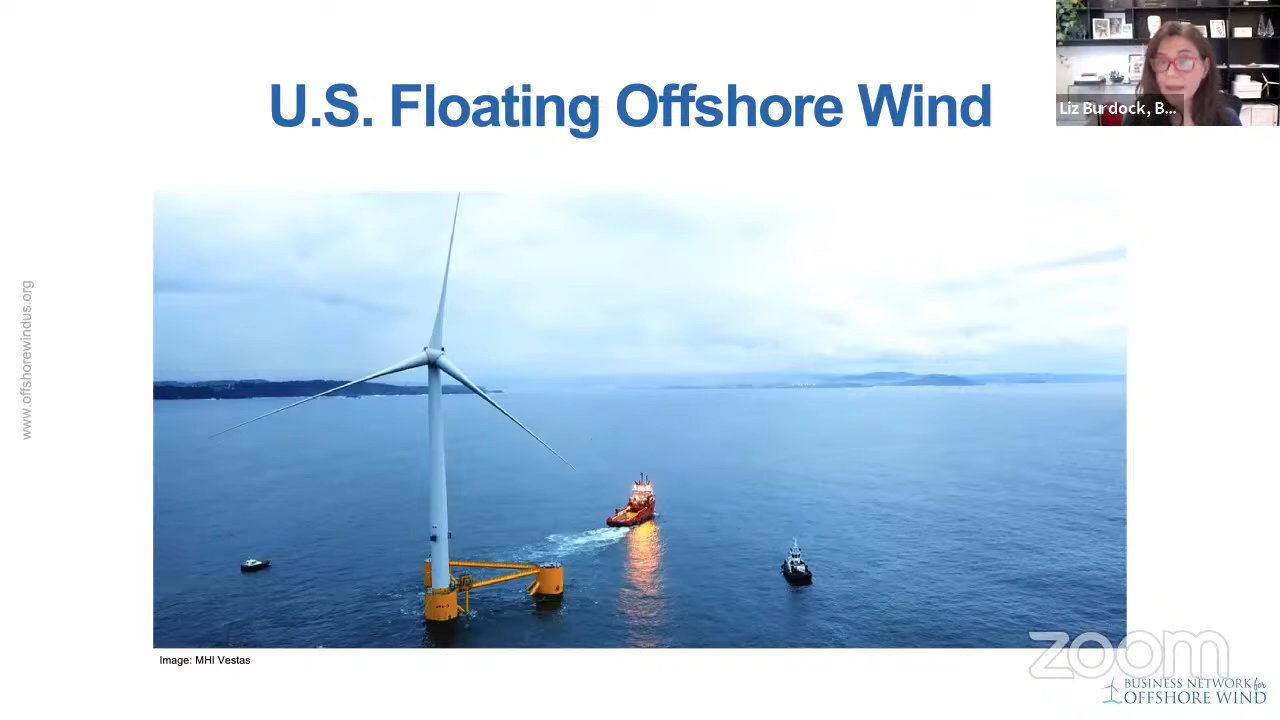 U.S. Floating Offshore Wind
Liz Burdock, B...
www.offshorewindus.org
Image: MHI Vestas
zoom
BUSINESS NETWORK for
OFFSHORE WIND